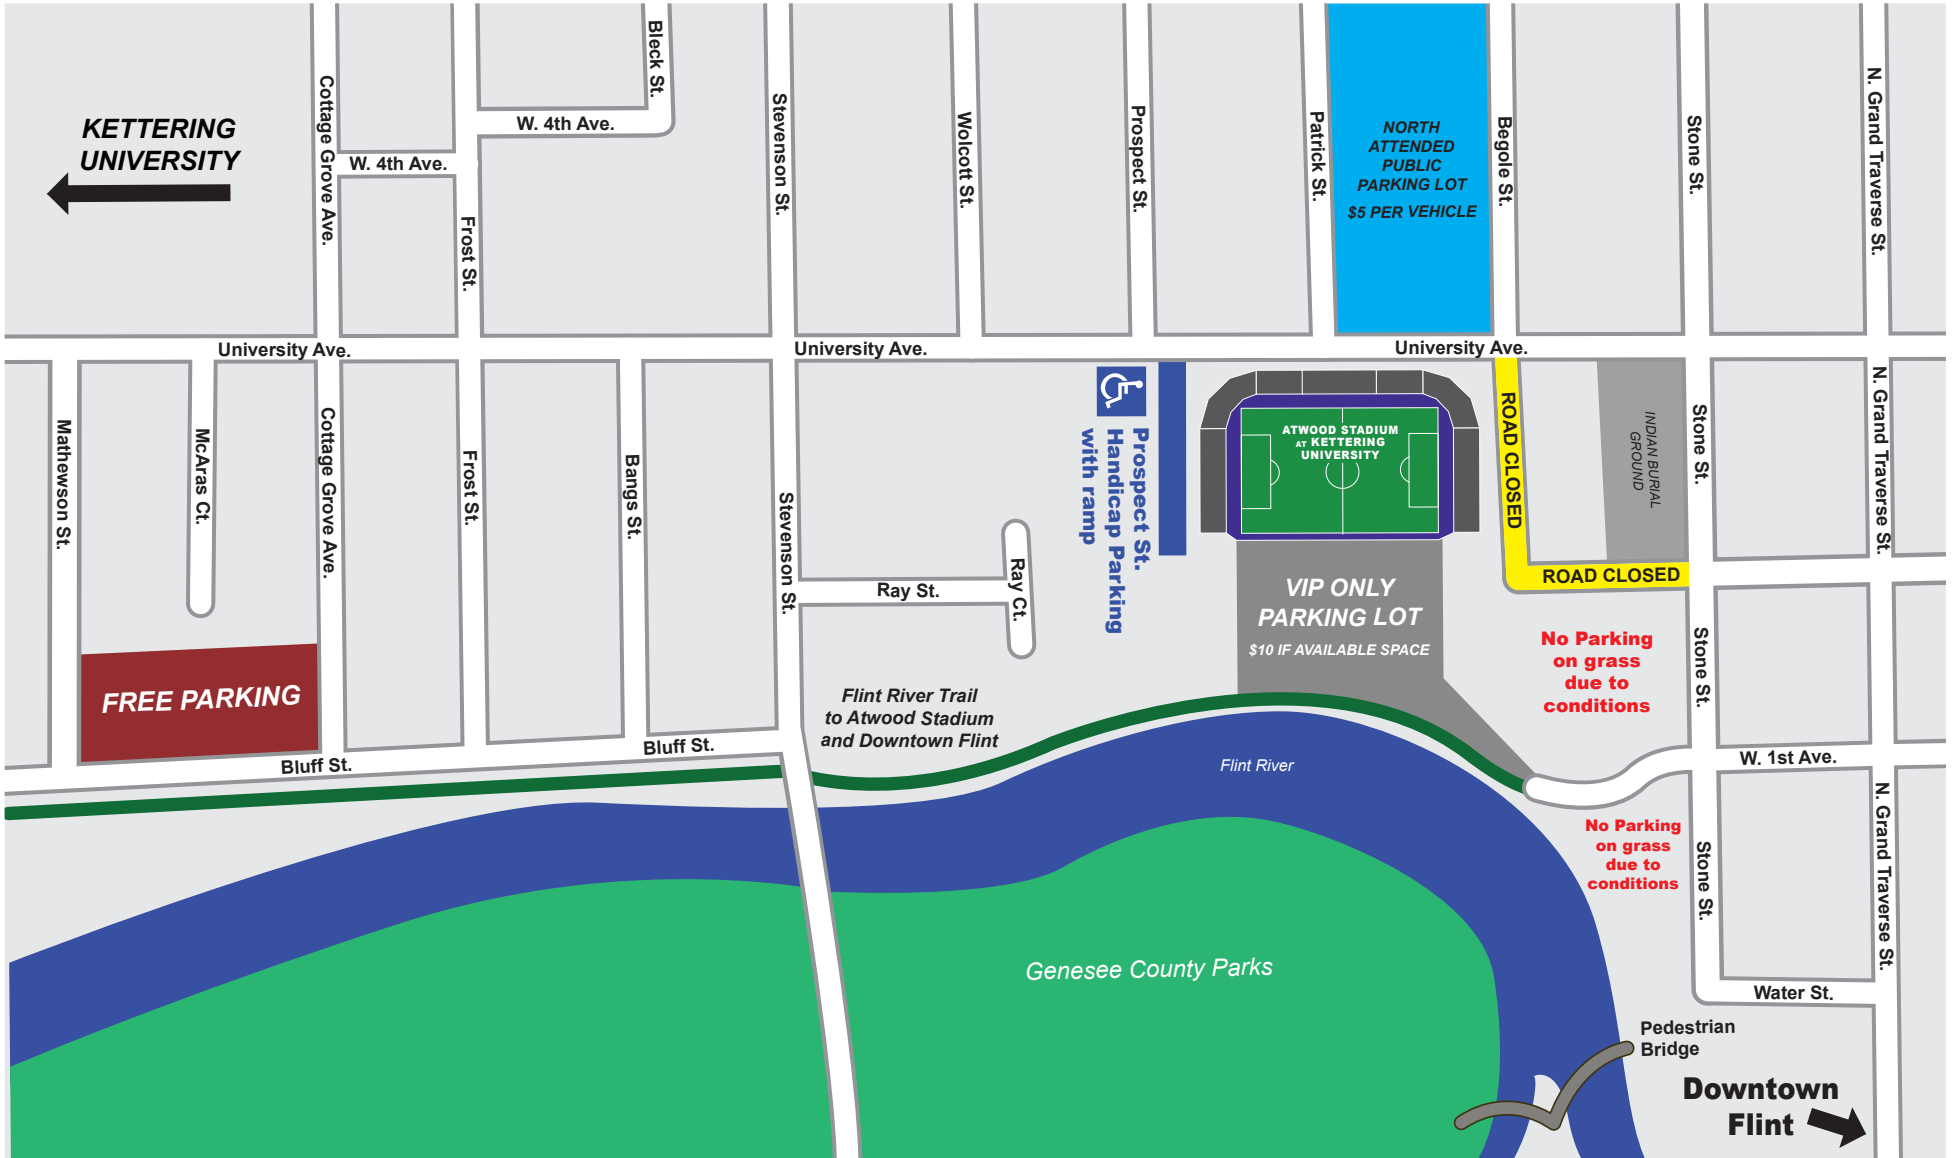 KETTERING
UNIVERSITY
Cottage Grove Ave.
W. 4th Ave.
W. 4th Ave.
Bleck St.
Frost St.
Stevenson St.
Wolcott St.
Prospect St.
Patrick St.
NORTH
ATTENDED
PUBLIC
PARKING LOT
$5 PER VEHICLE
Begole St.
Stone St.
N. Grand Traverse St.
University Ave.
University Ave.
University Ave.
Mathewson St.
McAras Ct.
Cottage Grove Ave.
Frost St.
Bangs St.
Stevenson St.
Ray St.
Ray Ct.
Prospect St.
Handicap Parking
with ramp
ATWOOD STADIUM
AT KETTERING
UNIVERSITY
VIP ONLY
PARKING LOT
$10 IF AVAILABLE SPACE
ROAD CLOSED
ROAD CLOSED
INDIAN BURIAL
GROUND
Stone St.
N. Grand Traverse St.
No Parking
on grass
due to
conditions
Stone St.
FREE PARKING
Bluff St.
Bluff St.
Flint River Trail
to Atwood Stadium
and Downtown Flint
Flint River
W. 1st Ave.
No Parking
on grass
due to
conditions
Stone St.
N. Grand Traverse St.
Genesee County Parks
Water St.
Pedestrian
Bridge
Downtown
Flint